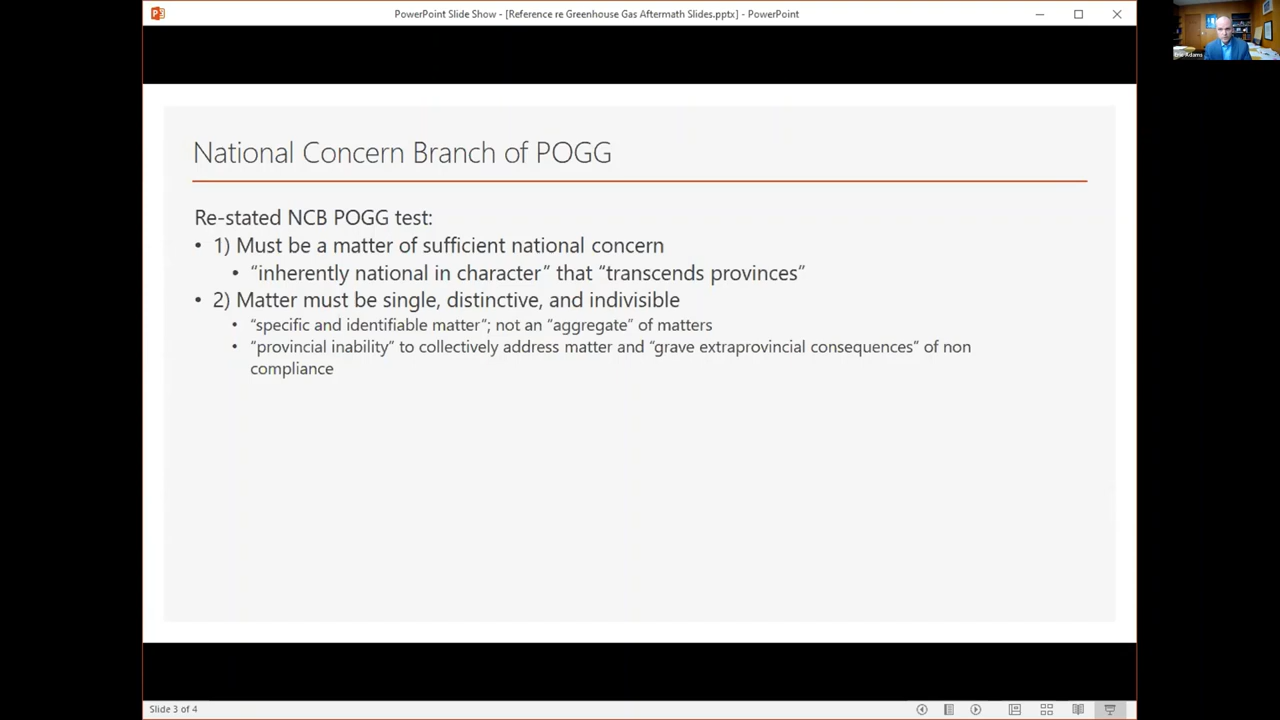 PowerPoint Slide Show - [Reference re Greenhouse Gas Aftermath Slides.pptx] - PowerPoint
Eric Adams
National Concern Branch of POGG
Re-stated NCB POGG test:
• 1) Must be a matter of sufficient national concern
• “inherently national in character” that “transcends provinces”
• 2) Matter must be single, distinctive, and indivisible
• “specific and identifiable matter“; not an “aggregate” of matters
• “provincial inability” to collectively address matter and “grave extraprovincial consequences” of non
compliance
Slide 3 of 4